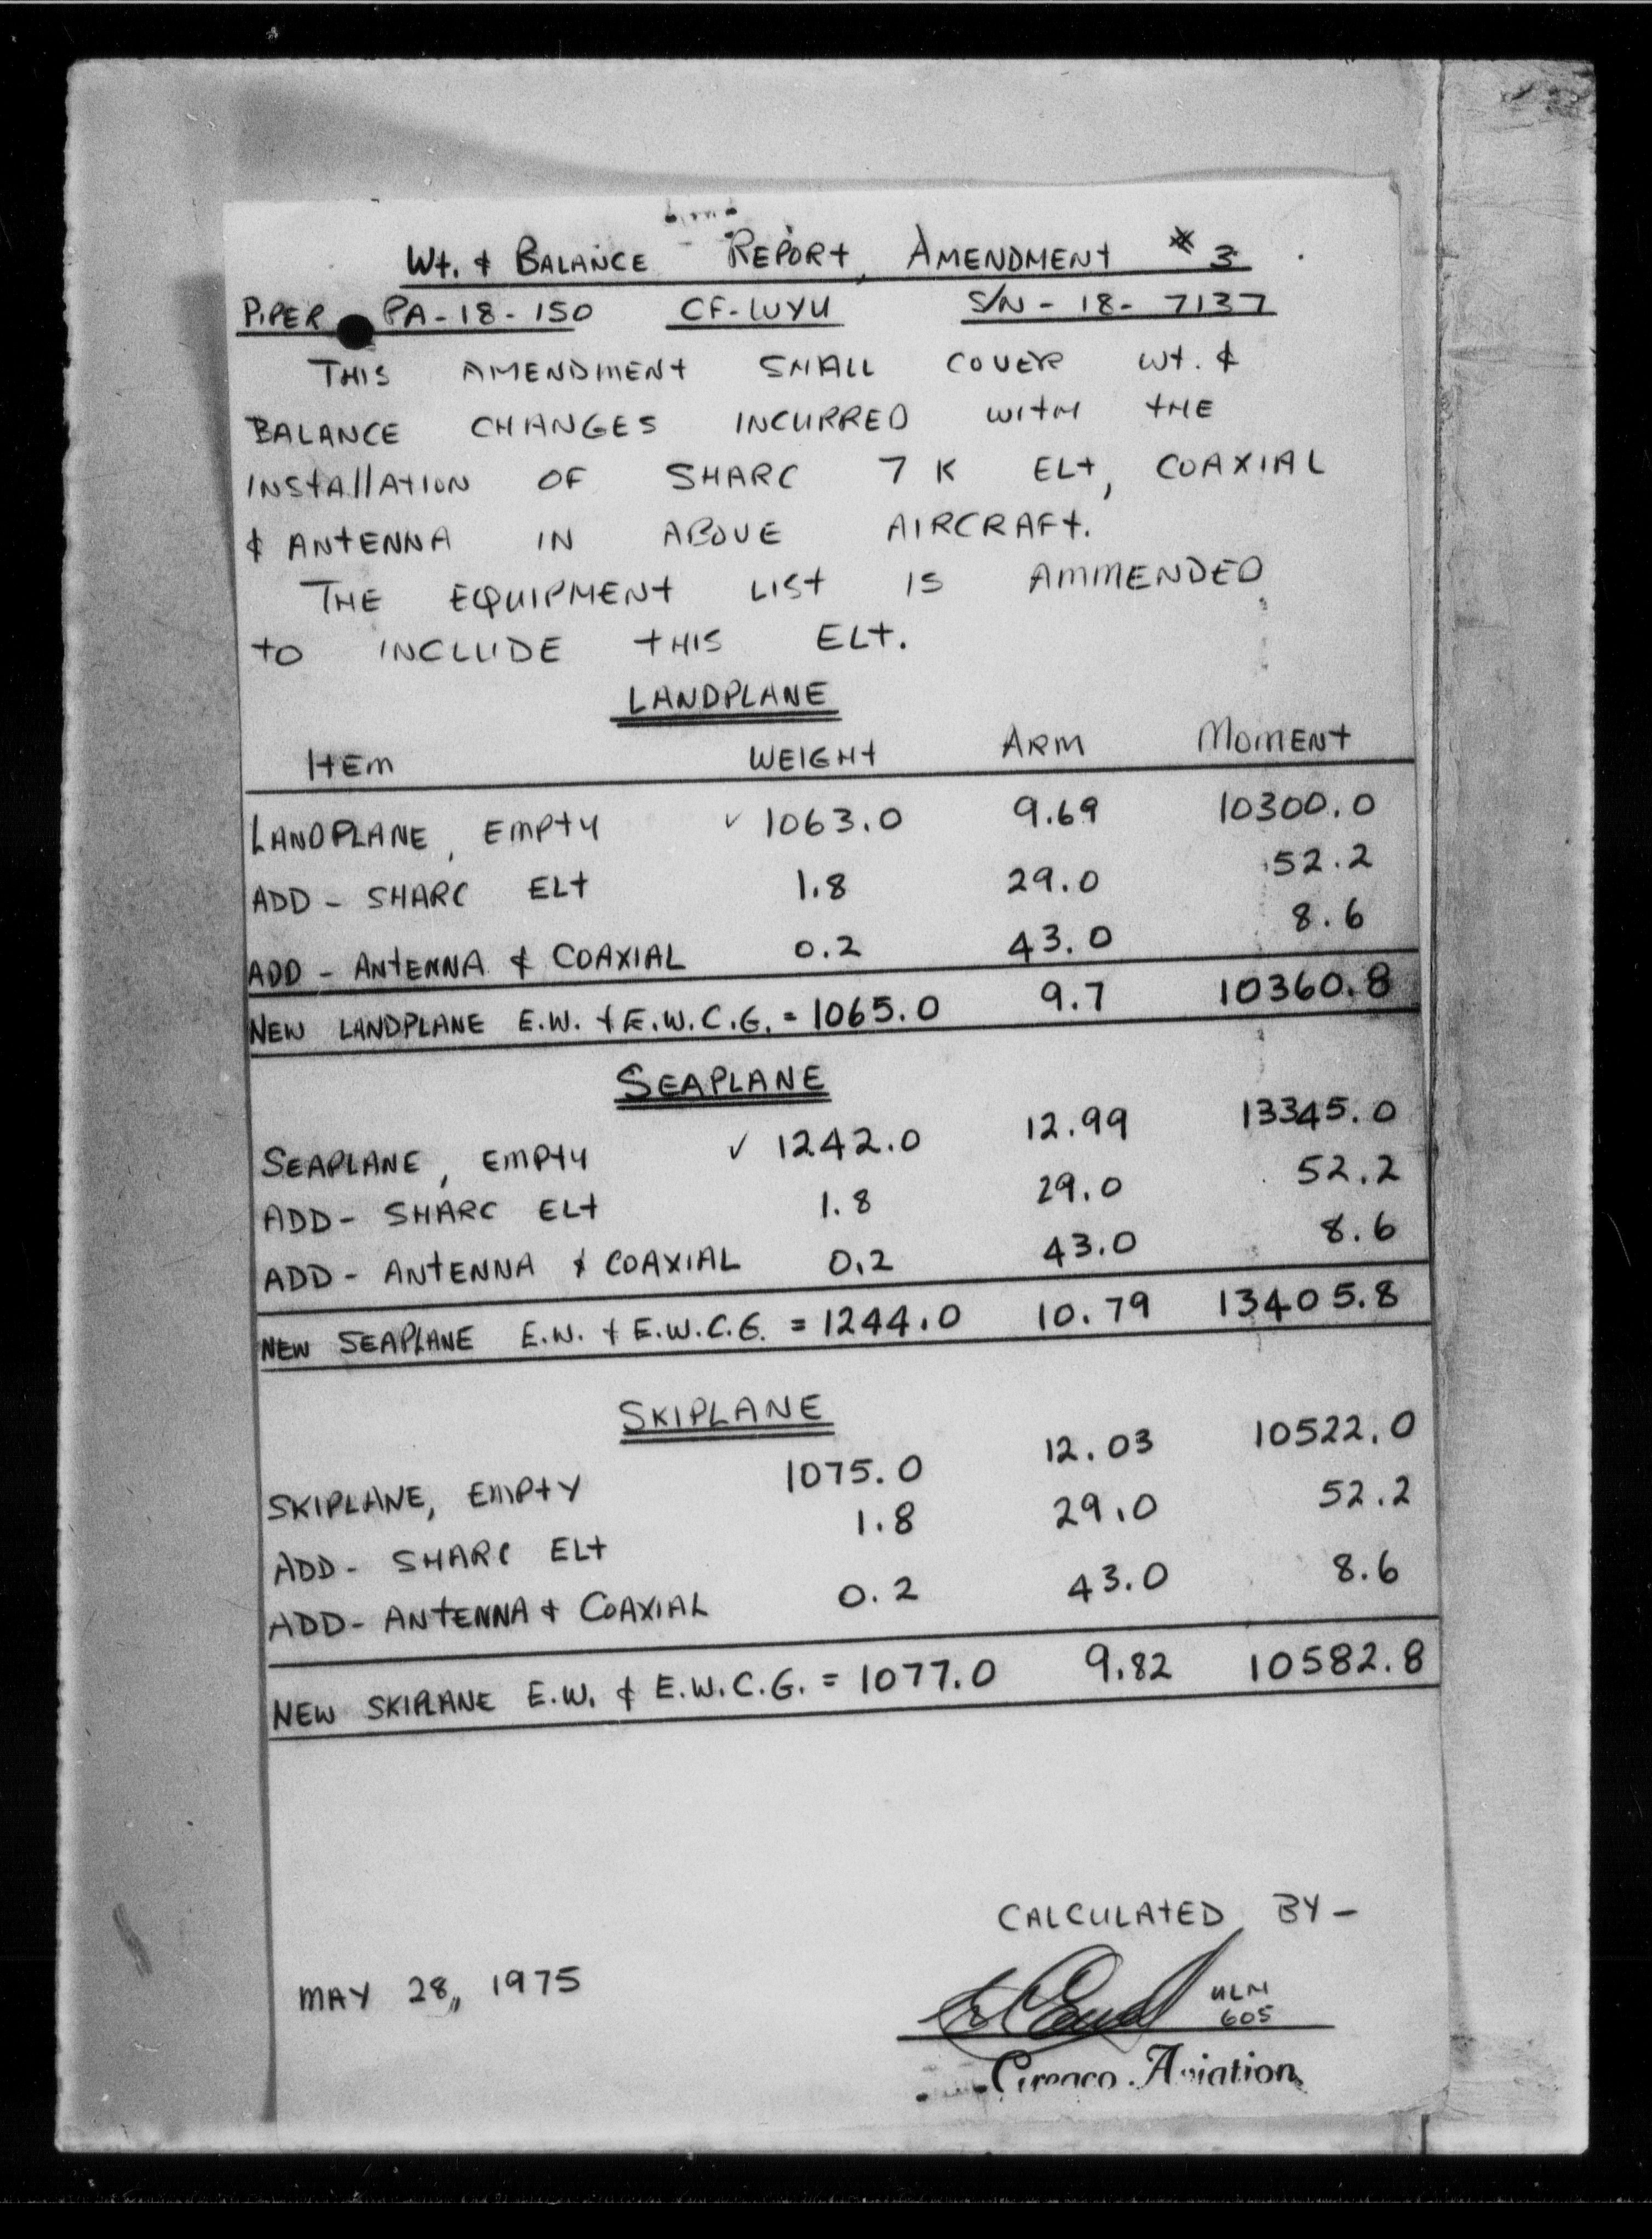 Wt. & BALANCE REPORt, AMENDMENt # 3
PIPER PA-18-150 CF-WYU S/N - 18- 7137
THIS AMENDMENt SHALL COVER Wt. &
BALANCE CHANGES INCURRED WItH tHE
INStallAtION OF SHARC 7 K ELt, COAXIAL
& ANtENNA IN ABOVE AIRCRAFt.
THE EQUIPMENt LISt IS AMMENDED
tO INCLUDE tHIS ELt.
LANDPLANE
ItEm WEIGHt ARM MOMENt
LANDPLANE, EMPtY ✓ 1063.0 9.69 10300.0
ADD - SHARC ELt 1.8 29.0 52.2
ADD - ANtENNA & COAXIAL 0.2 43.0 8.6
NEW LANDPLANE E.W. & E.W.C.G. = 1065.0 9.7 10360.8
SEAPLANE
SEAPLANE, EMPtY ✓ 1242.0 12.99 13345.0
ADD - SHARC ELt 1.8 29.0 52.2
ADD - ANtENNA & COAXIAL 0.2 43.0 8.6
NEW SEAPLANE E.W. & E.W.C.G. = 1244.0 10.79 13405.8
SKIPLANE
SKIPLANE, EMPtY 1075.0 12.03 10522.0
ADD - SHARC ELt 1.8 29.0 52.2
ADD - ANtENNA & COAXIAL 0.2 43.0 8.6
NEW SKIPLANE E.W. & E.W.C.G. = 1077.0 9.82 10582.8
CALCULAtED BY -
MAY 28, 1975
605
Aviation